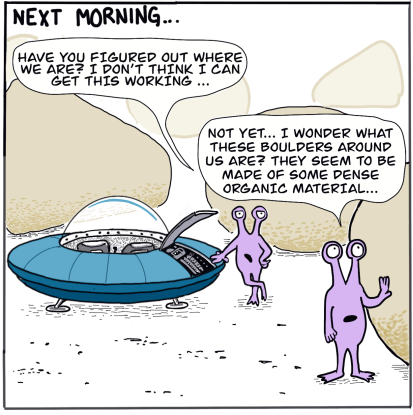 NEXT MORNING...
HAVE YOU FIGURED OUT WHERE
WE ARE? I DON'T THINK I CAN
GET THIS WORKING ...
NOT YET... I WONDER WHAT
THESE BOULDERS AROUND
US ARE? THEY SEEM TO BE
MADE OF SOME DENSE
ORGANIC MATERIAL...